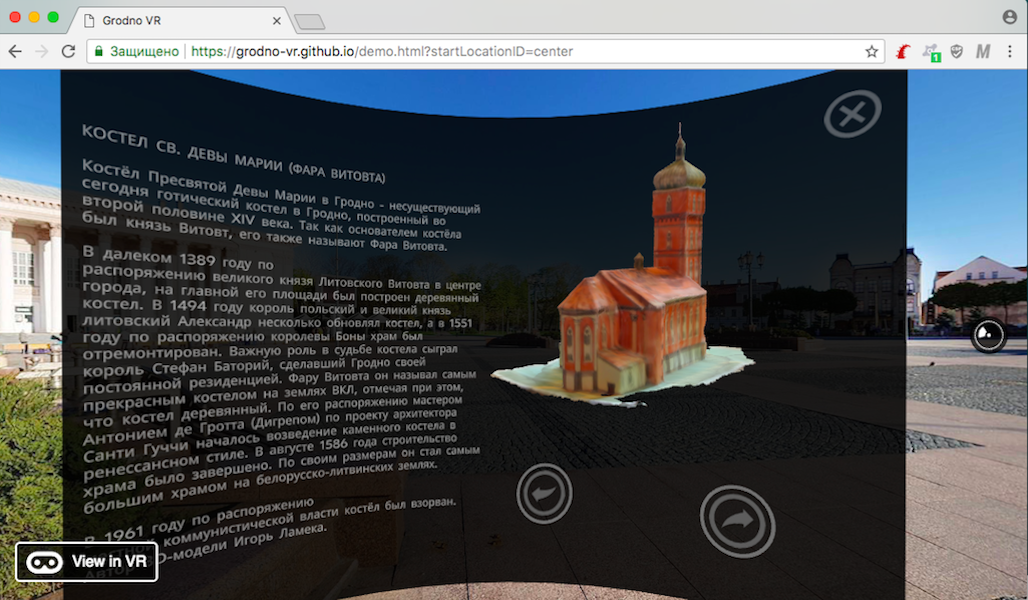 Grodno VR
Защищено
https://grodno-vr.github.io/demo.html?startLocationID=center
1
M
КОСТЕЛ СВ. ДЕВЫ МАРИИ (ФАРА ВИТОВТА)
Костёл Пресвятой Девы Марии в Гродно - несуществующий
сегодня готический костел в Гродно, построенный во
второй половине XIV века. Так как основателем костёла
был князь Витовт, его также называют Фара Витовта.
В далеком 1389 году по
распоряжению великого князя Литовского Витовта в центре
города, на главной его площади был построен деревянный
костел. В 1494 году король польский и великий князь
литовский Александр несколько обновлял костел, а в 1551
году по распоряжению королевы Боны храм был
отремонтирован. Важную роль в судьбе костела сыграл
король Стефан Баторий, сделавший Гродно своей
постоянной резиденцией. Фару Витовта он называл самым
прекрасным костелом на землях ВКЛ, отмечая при этом,
что костел деревянный. По его распоряжению мастером
Антонием де Гротта (Дигрепом) по проекту архитектора
Санти Гуччи началось возведение каменного костела в
ренессансном стиле. В августе 1586 года строительство
храма было завершено. По своим размерам он стал самым
большим храмом на белорусско-литвинских землях.
В 1961 году по распоряжению
коммунистической власти костёл был взорван.
3D-модели Игорь Ламека.
View in VR